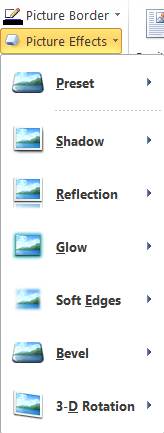 Picture Border
Picture Effects
Preset
Shadow
Reflection
Glow
Soft Edges
Bevel
3-D Rotation